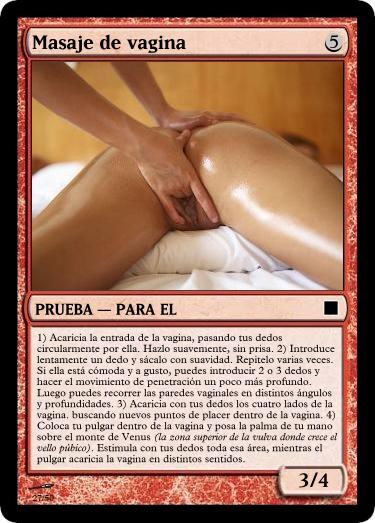 Masaje de vagina
5
PRUEBA — PARA EL
1) Acaricia la entrada de la vagina, pasando tus dedos
circularmente por ella. Hazlo suavemente, sin prisa. 2) Introduce
lentamente un dedo y sácalo con suavidad. Repítelo varias veces.
Si ella está cómoda y a gusto, puedes introducir 2 o 3 dedos y
hacer el movimiento de penetración un poco más profundo.
Luego puedes recorrer las paredes vaginales en distintos ángulos
y profundidades. 3) Acaricia con tus dedos los cuatro lados de la
vagina. buscando nuevos puntos de placer dentro de la vagina. 4)
Coloca tu pulgar dentro de la vagina y posa la palma de tu mano
sobre el monte de Venus (la zona superior de la vulva donde crece el
vello púbico). Estimula con tus dedos toda esa área, mientras el
pulgar acaricia la vagina en distintos sentidos.
27/50
3/4